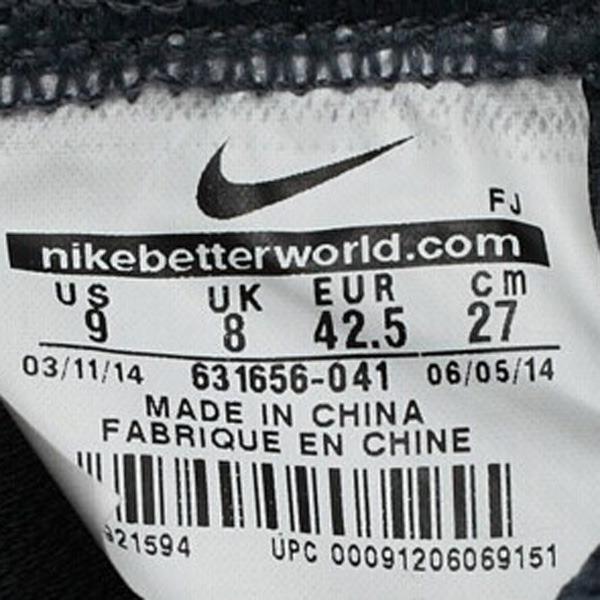 FJ
nikebetterworld.com
US UK EUR cm
9 8 42.5 27
03/11/14 631656-041 06/05/14
MADE IN CHINA
FABRIQUE EN CHINE
921594 UPC 00091206069151